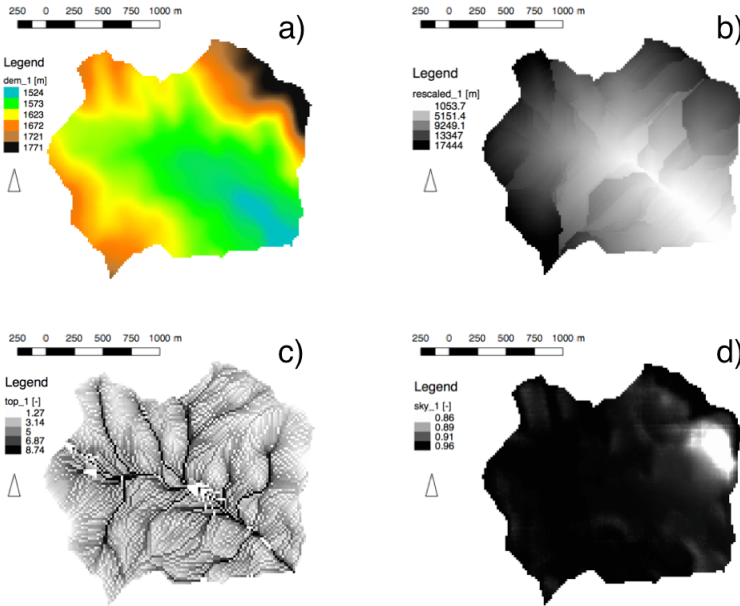 250 0 250 500 750 1000 m
a)
Legend
dem_1 [m]
1524
1573
1623
1672
1721
1771
250 0 250 500 750 1000 m
b)
Legend
rescaled_1 [m]
1053.7
5151.4
9249.1
13347
17444
250 0 250 500 750 1000 m
c)
Legend
top_1 [-]
1.27
3.14
5
6.87
8.74
250 0 250 500 750 1000 m
d)
Legend
sky_1 [-]
0.86
0.89
0.91
0.96